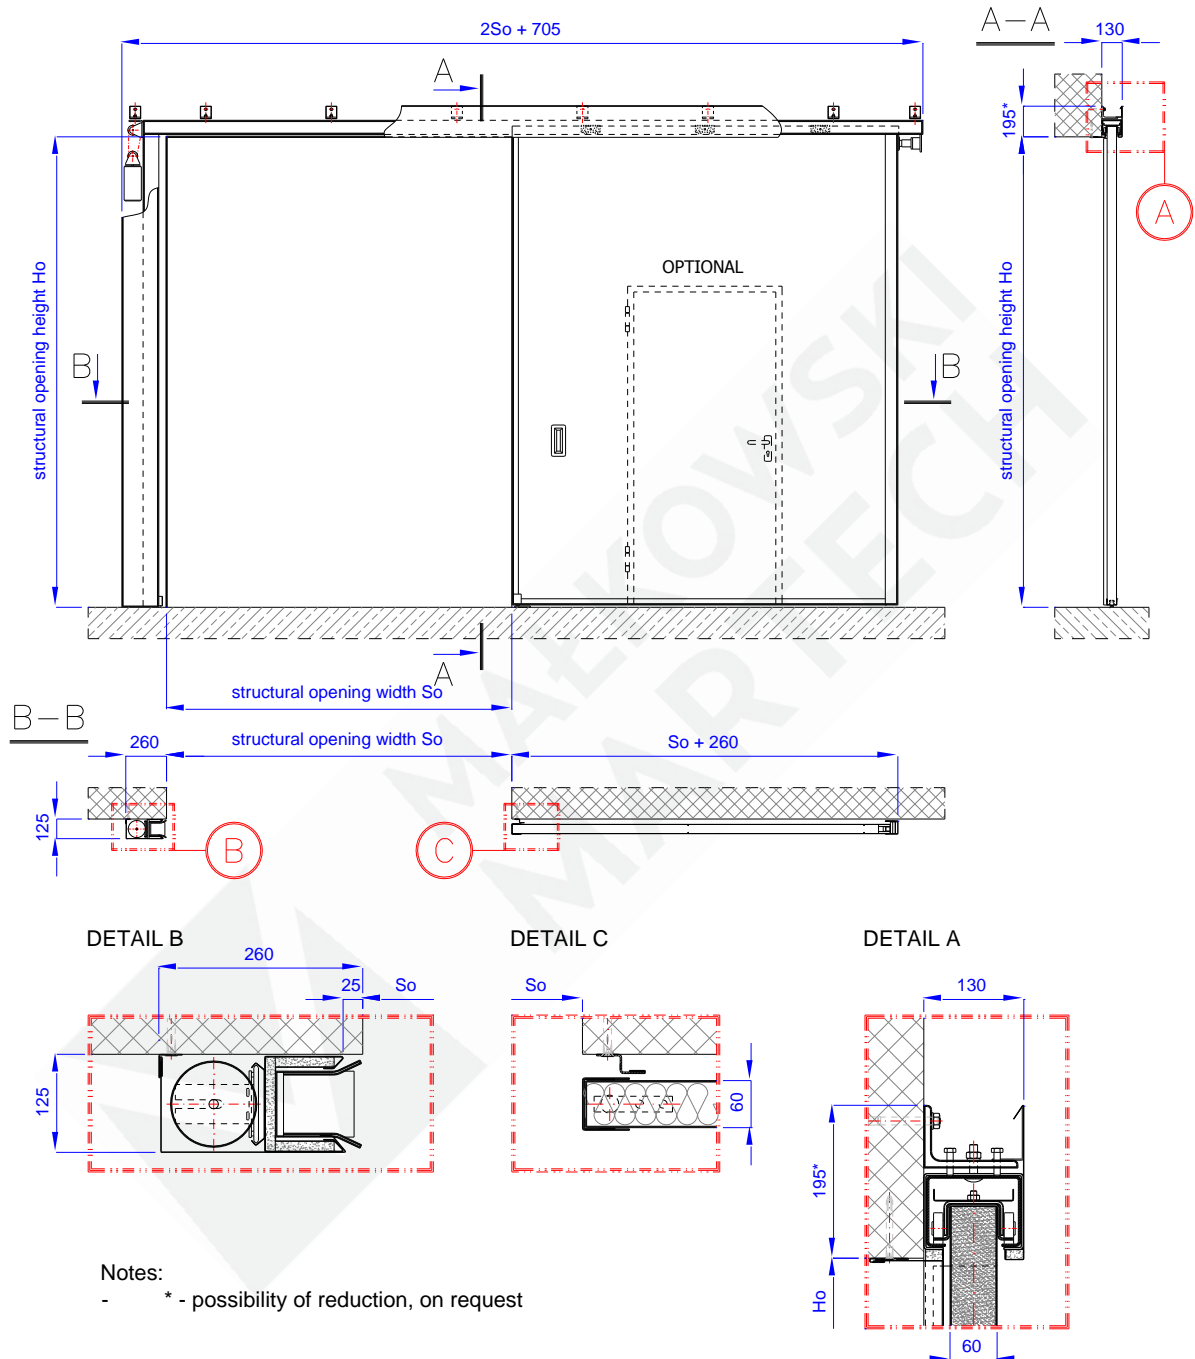 2So + 705
A-A
130
A
195*
A
OPTIONAL
structural opening height Ho
structural opening height Ho
B
B
A
structural opening width So
B-B
260
structural opening width So
So + 260
125
B
C
DETAIL B
DETAIL C
DETAIL A
260
25
So
So
130
125
60
195*
Ho
60
Notes:
- * - possibility of reduction, on request
MAŁKOWSKI
MARTECH